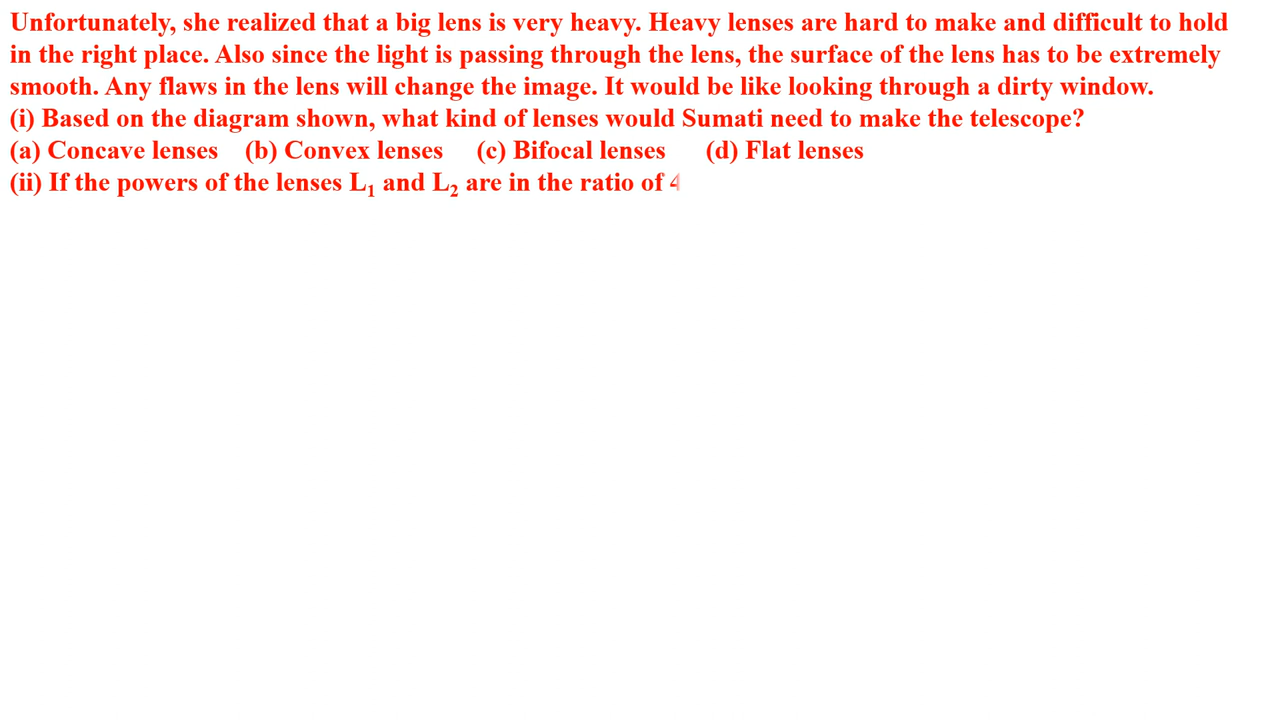 Unfortunately, she realized that a big lens is very heavy. Heavy lenses are hard to make and difficult to hold
in the right place. Also since the light is passing through the lens, the surface of the lens has to be extremely
smooth. Any flaws in the lens will change the image. It would be like looking through a dirty window.
(i) Based on the diagram shown, what kind of lenses would Sumati need to make the telescope?
(a) Concave lenses (b) Convex lenses (c) Bifocal lenses (d) Flat lenses
(ii) If the powers of the lenses L₁ and L₂ are in the ratio of